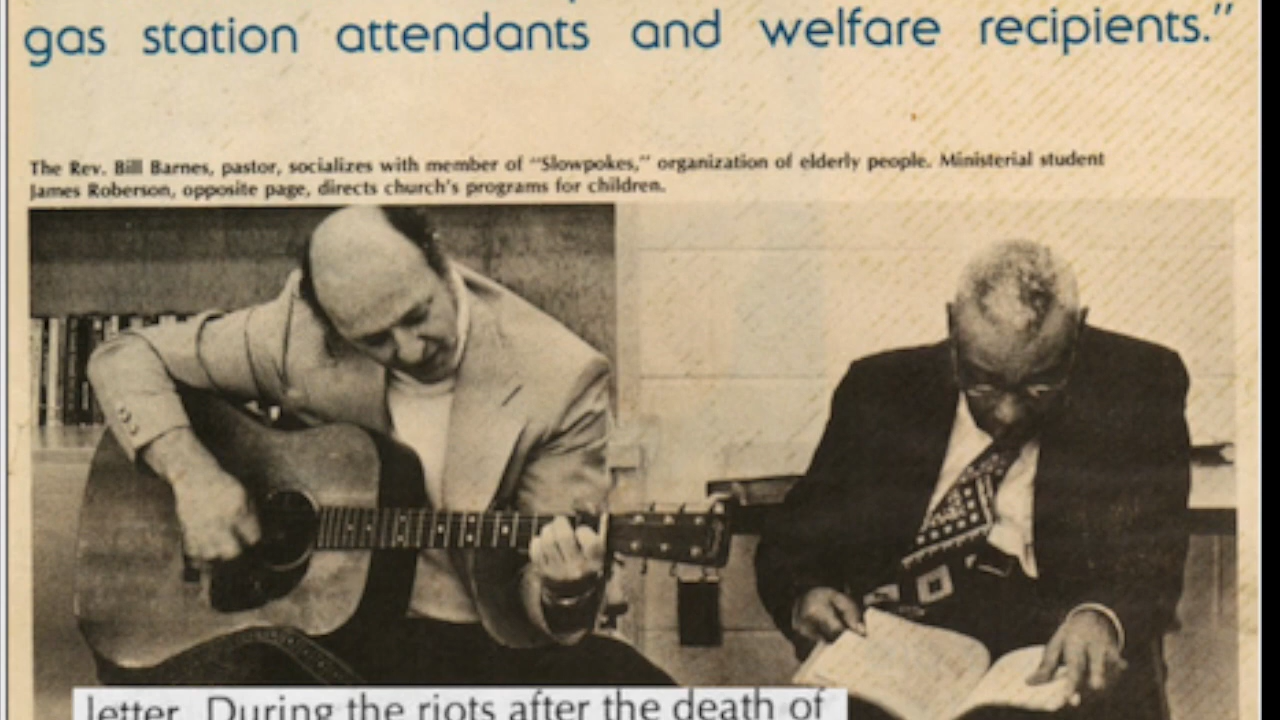 gas station attendants and welfare recipients."
The Rev. Bill Barnes, pastor, socializes with member of "Slowpokes," organization of elderly people. Ministerial student
James Roberson, opposite page, directs church's programs for children.
letter. During the riots after the death of